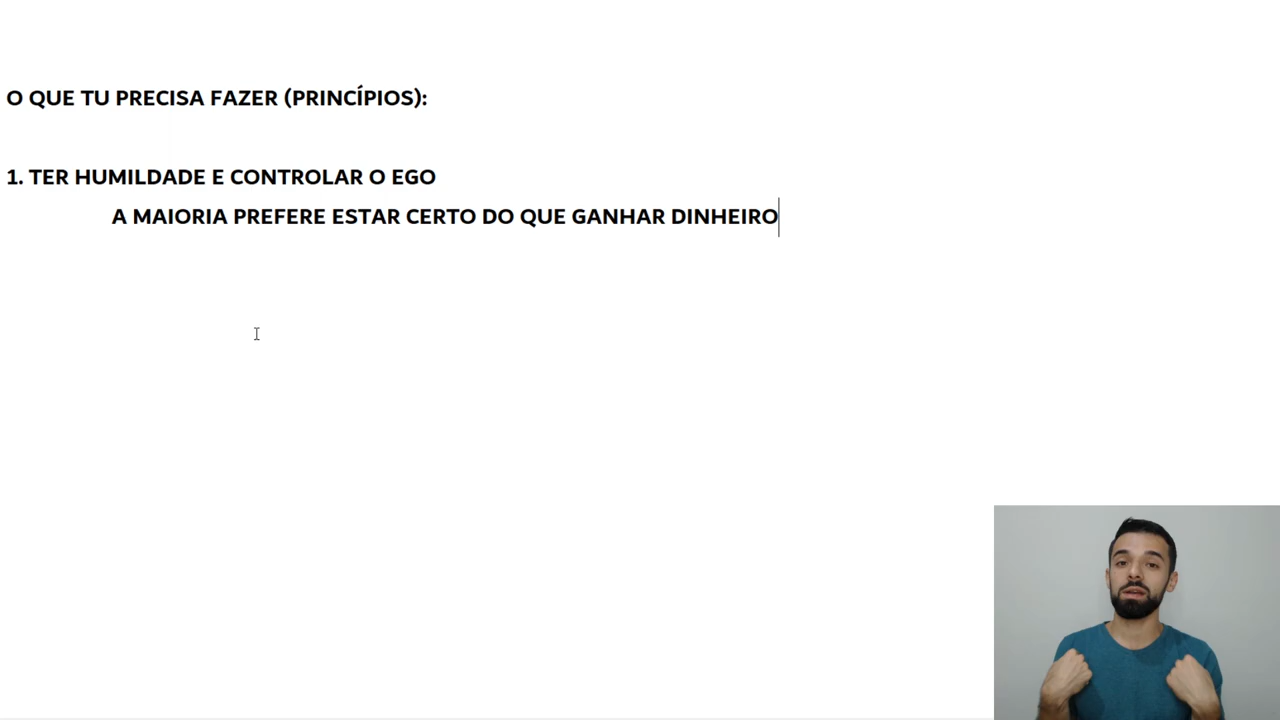 O QUE TU PRECISA FAZER (PRINCÍPIOS):
1. TER HUMILDADE E CONTROLAR O EGO
A MAIORIA PREFERE ESTAR CERTO DO QUE GANHAR DINHEIRO